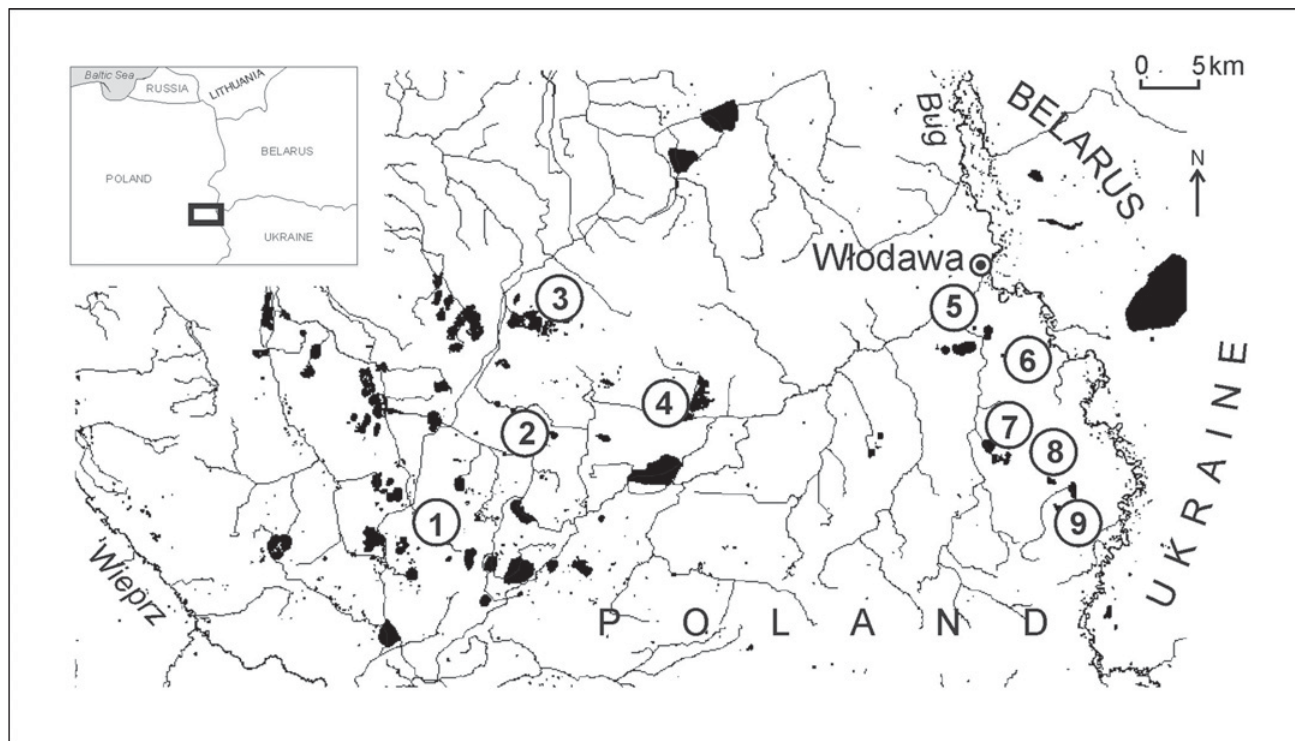 Baltic Sea
RUSSIA
LITHUANIA
BELARUS
POLAND
UKRAINE
0 5 km
Bug
BELARUS
N
Włodawa
5
3
6
4
2
7
8
1
9
Wieprz
UKRAINE
POLAND